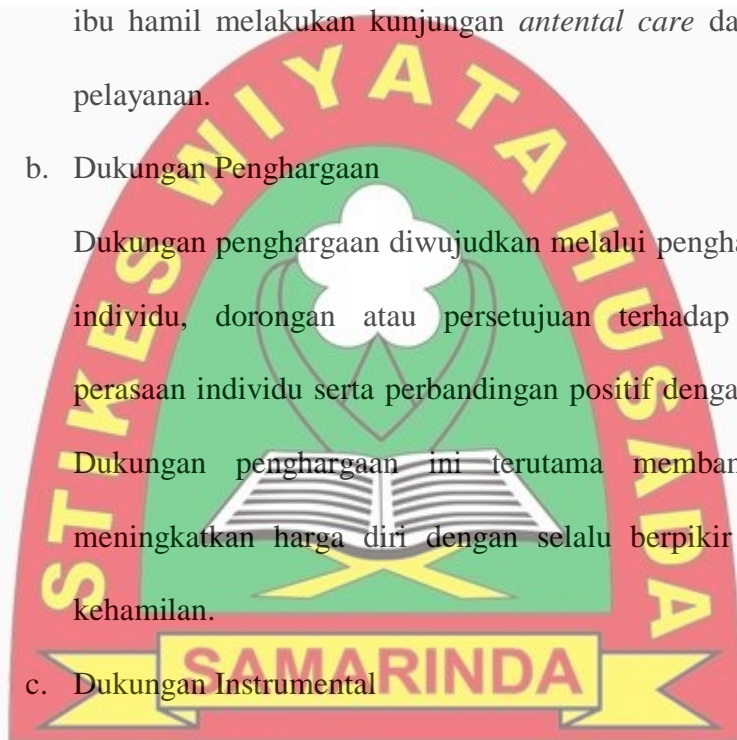 ibu hamil melakukan kunjungan antental care da
pelayanan.
b. Dukungan Penghargaan
Dukungan penghargaan diwujudkan melalui pengha
individu, dorongan atau persetujuan terhadap
perasaan individu serta perbandingan positif denga
Dukungan penghargaan ini terutama memban
meningkatkan harga diri dengan selalu berpikir
kehamilan.
c. Dukungan Instrumental
STIKES WIYATA HUSADA
SAMARINDA